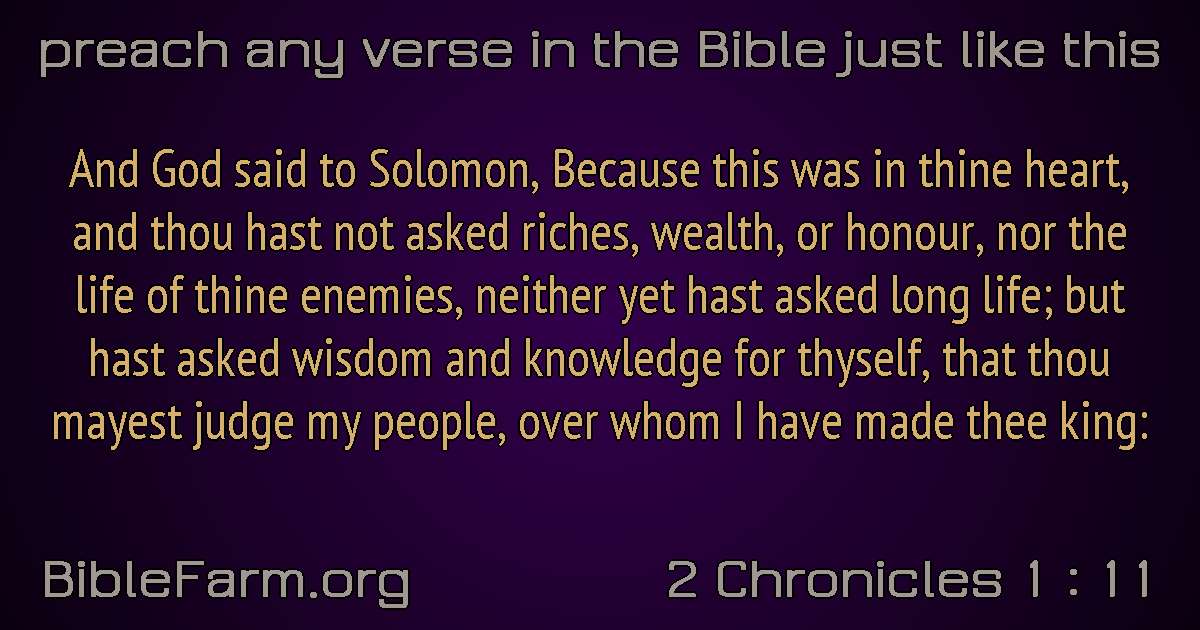 preach any verse in the Bible just like this
And God said to Solomon, Because this was in thine heart,
and thou hast not asked riches, wealth, or honour, nor the
life of thine enemies, neither yet hast asked long life; but
hast asked wisdom and knowledge for thyself, that thou
mayest judge my people, over whom I have made thee king:
BibleFarm.org 2 Chronicles 1 : 11